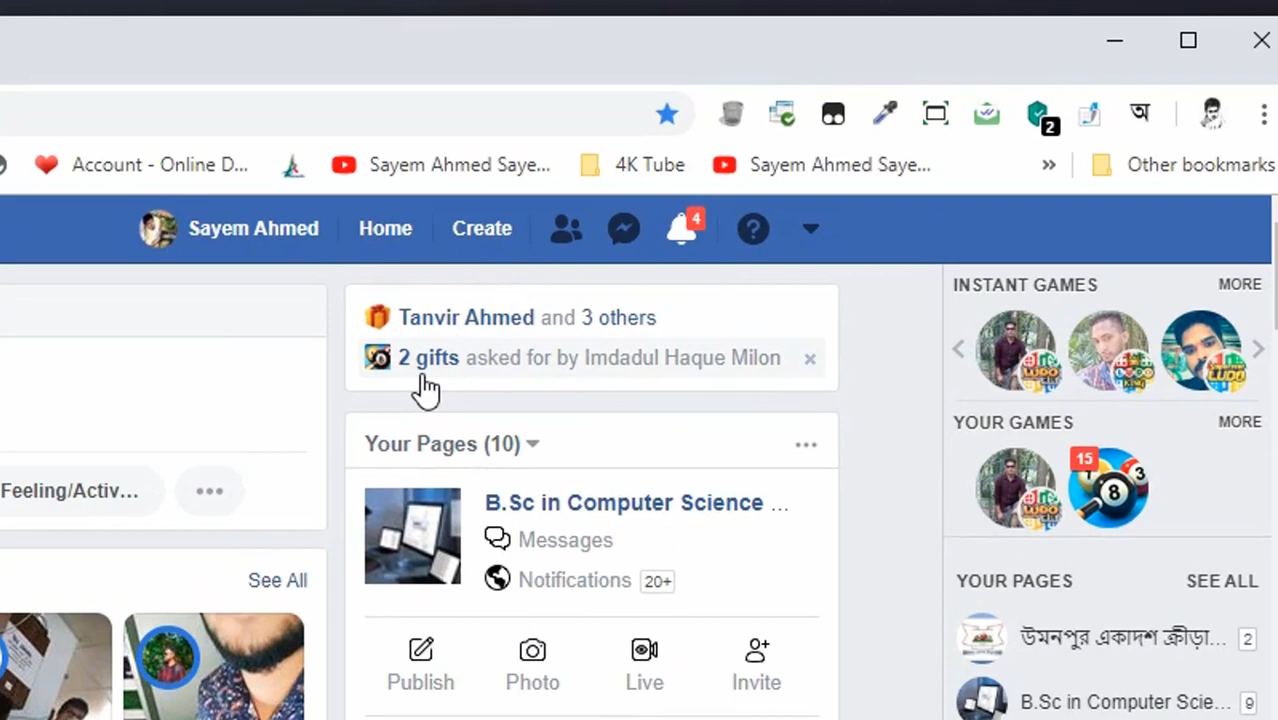 2
অ
Account - Online D...
Sayem Ahmed Saye...
4K Tube
Sayem Ahmed Saye...
»
Other bookmarks
Sayem Ahmed
Home
Create
4
Tanvir Ahmed and 3 others
2 gifts asked for by Imdadul Haque Milon
Your Pages (10)
B.Sc in Computer Science ...
Messages
Notifications 20+
Publish
Photo
Live
Invite
Feeling/Activ...
See All
INSTANT GAMES
MORE
YOUR GAMES
MORE
15
YOUR PAGES
SEE ALL
উমনপুর একাদশ ক্রীড়া...
2
B.Sc in Computer Scie...
9